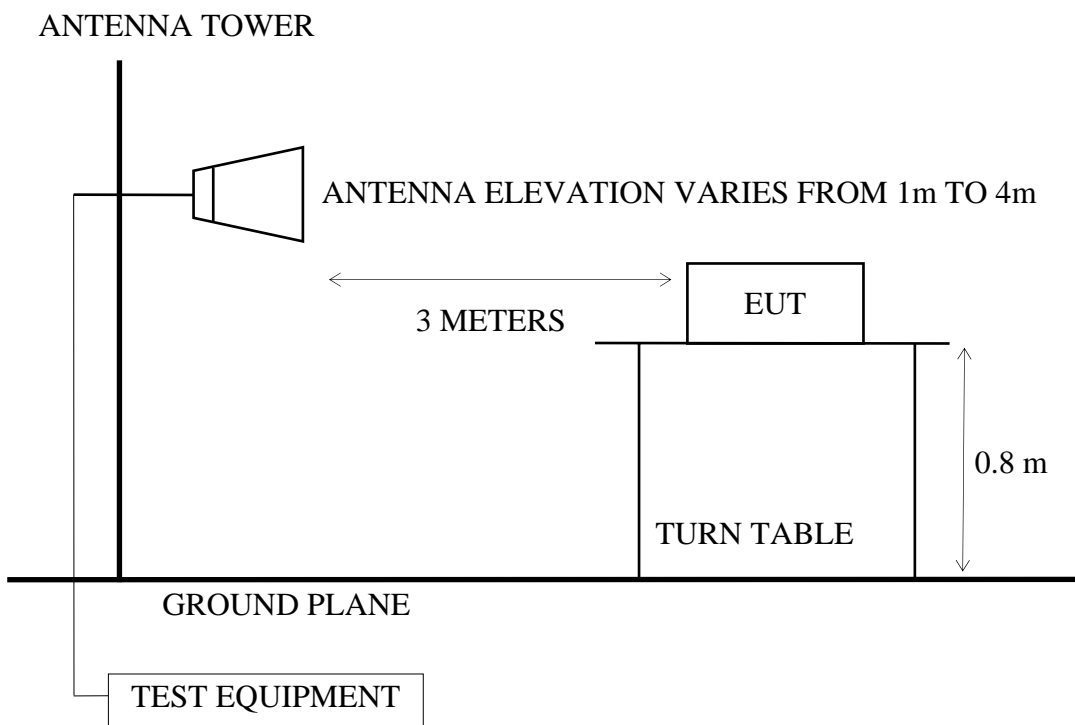 ANTENNA TOWER
ANTENNA ELEVATION VARIES FROM 1m TO 4m
EUT
3 METERS
0.8 m
TURN TABLE
GROUND PLANE
TEST EQUIPMENT